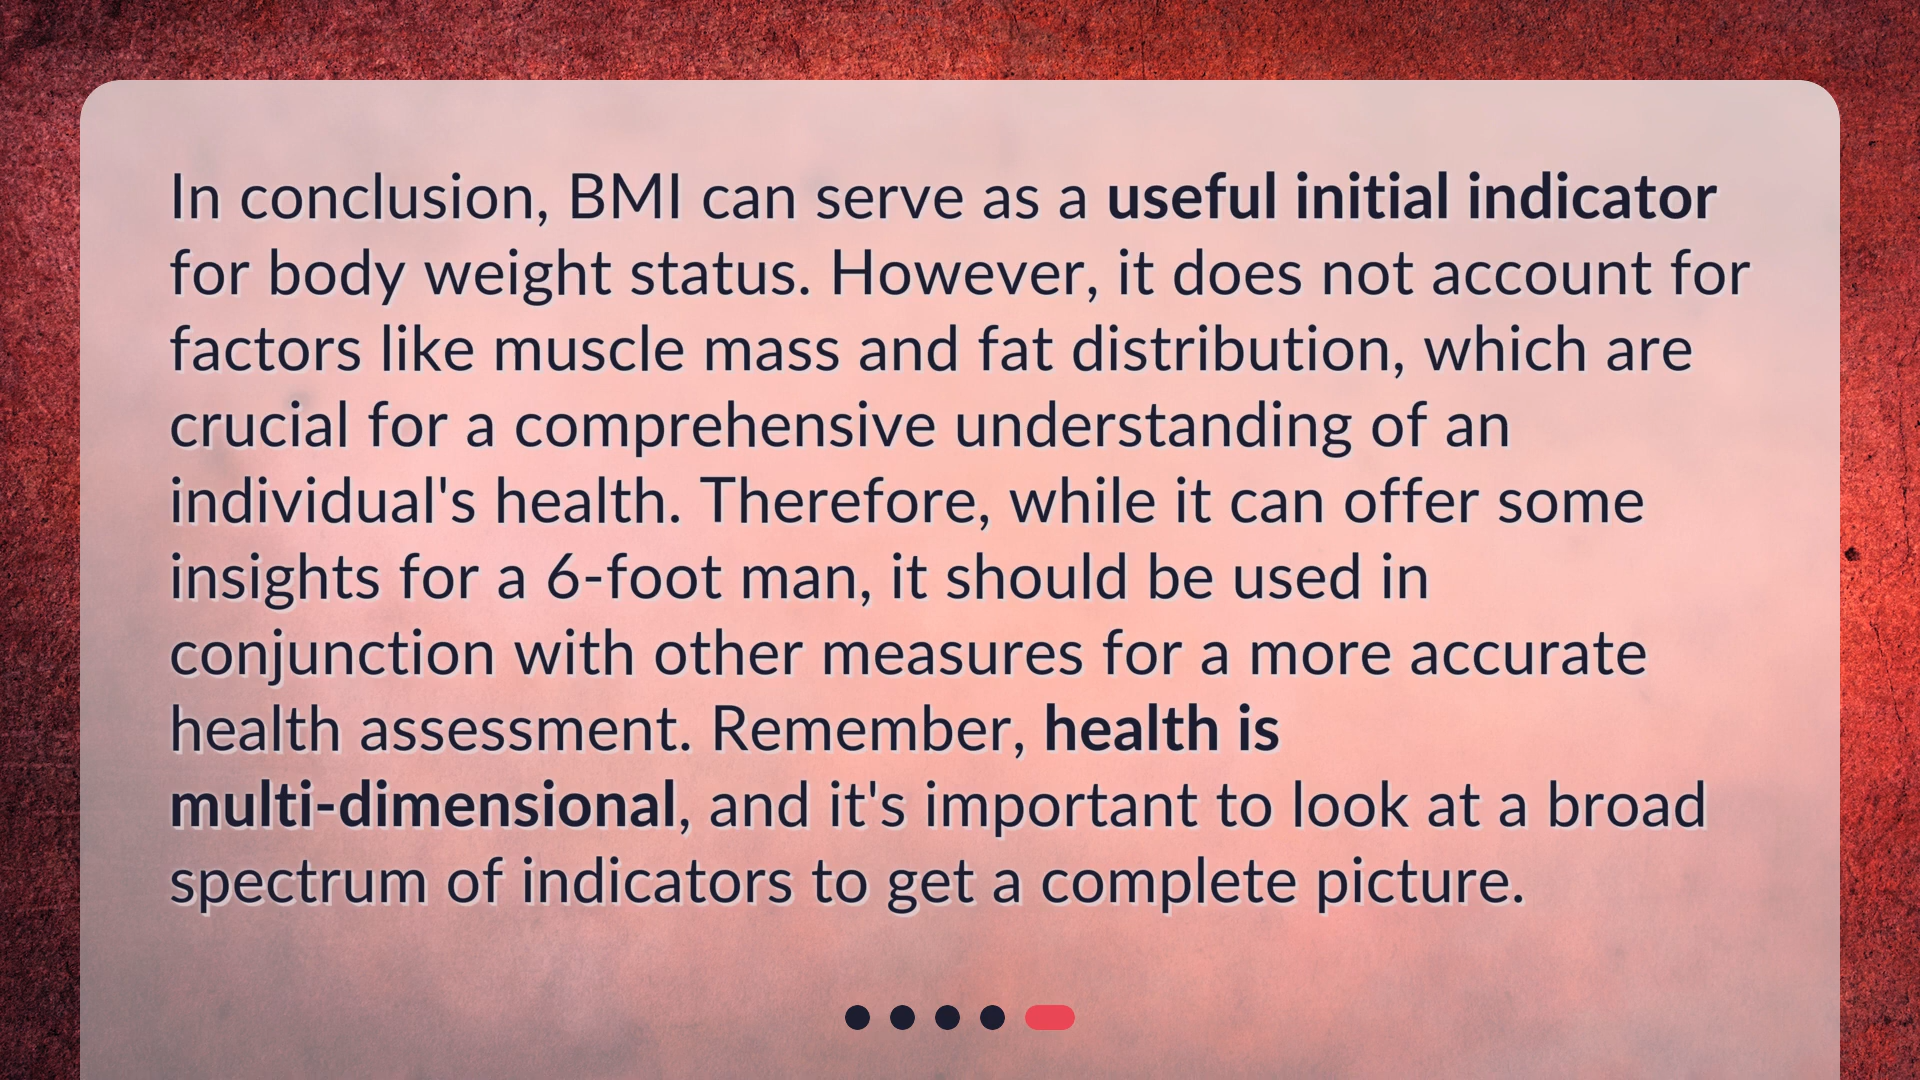 In conclusion, BMI can serve as a useful initial indicator
for body weight status. However, it does not account for
factors like muscle mass and fat distribution, which are
crucial for a comprehensive understanding of an
individual's health. Therefore, while it can offer some
insights for a 6-foot man, it should be used in
conjunction with other measures for a more accurate
health assessment. Remember, health is
multi-dimensional, and it's important to look at a broad
spectrum of indicators to get a complete picture.